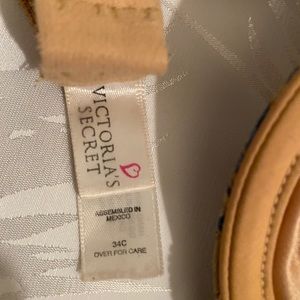 VICTORIA'S
SECRET
ASSEMBLED IN
MEXICO
34C
OVER FOR CARE